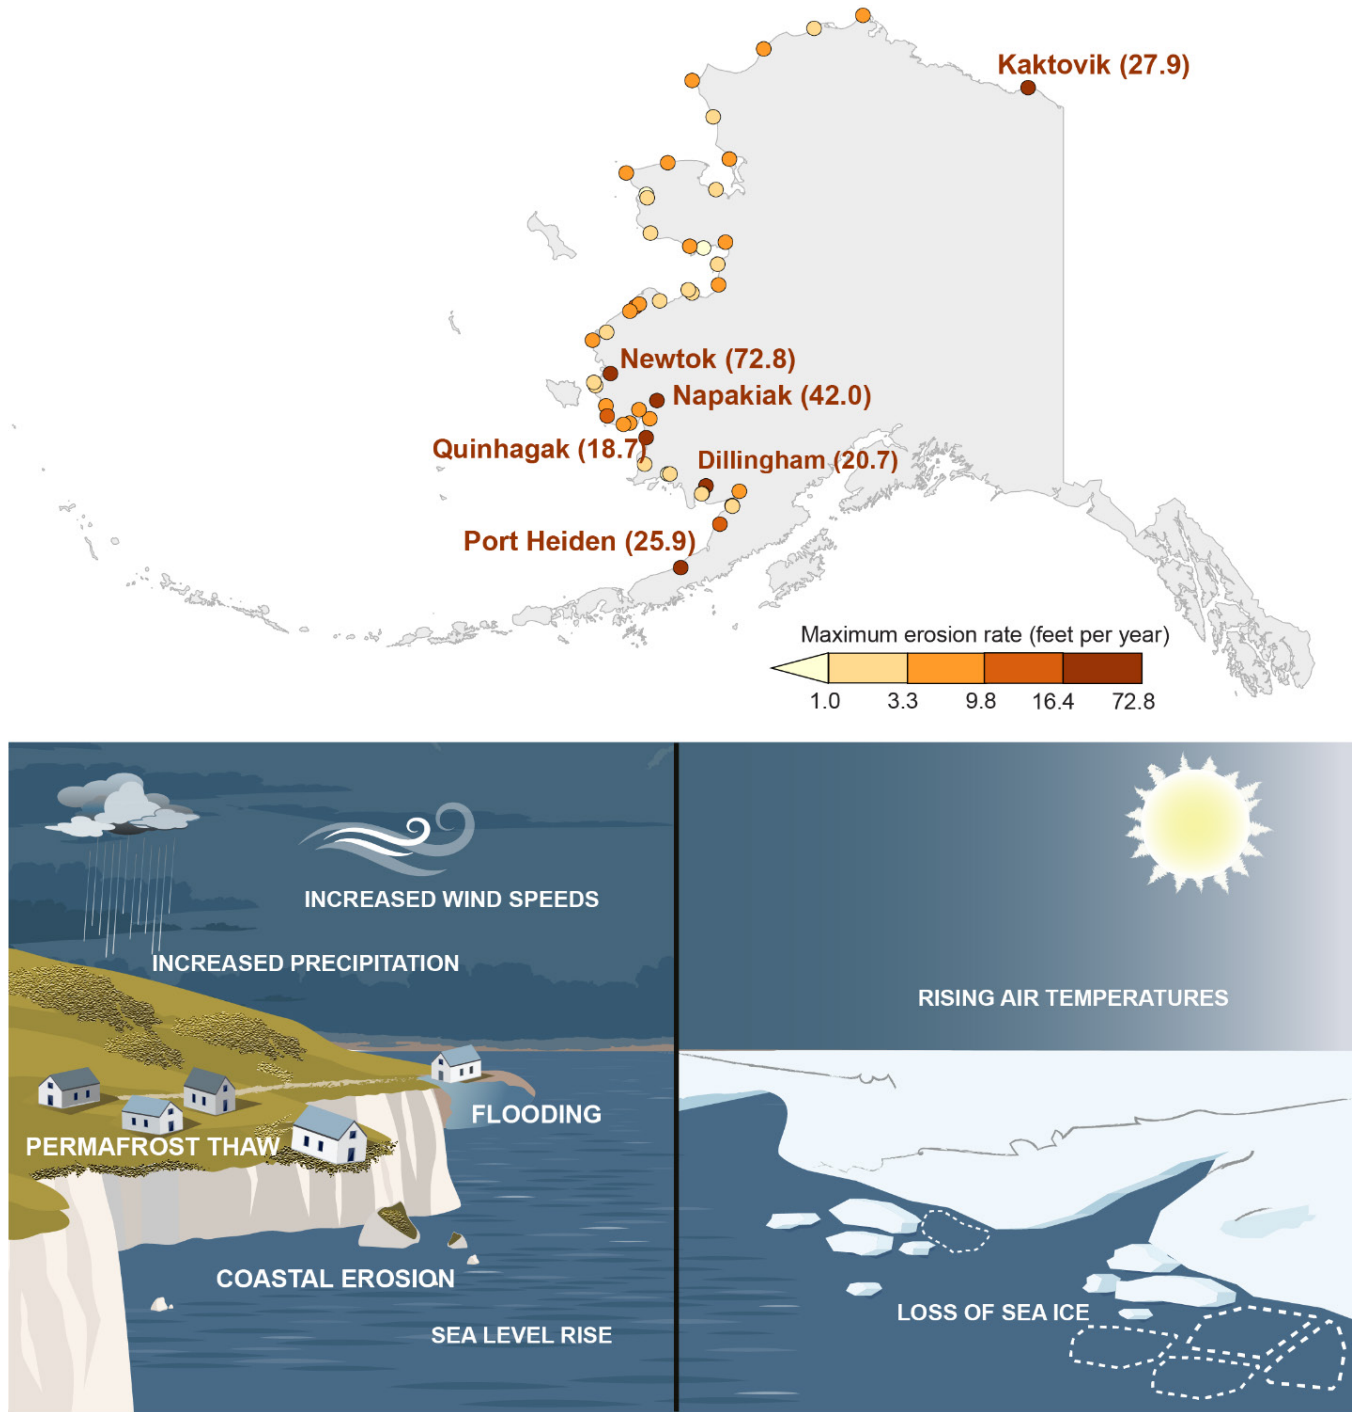 Kaktovik (27.9)
Newtok (72.8)
Napakiak (42.0)
Quinhagak (18.7)
Dillingham (20.7)
Port Heiden (25.9)
Maximum erosion rate (feet per year)
1.0 3.3 9.8 16.4 72.8
INCREASED WIND SPEEDS
INCREASED PRECIPITATION
PERMAFROST THAW
FLOODING
COASTAL EROSION
SEA LEVEL RISE
RISING AIR TEMPERATURES
LOSS OF SEA ICE